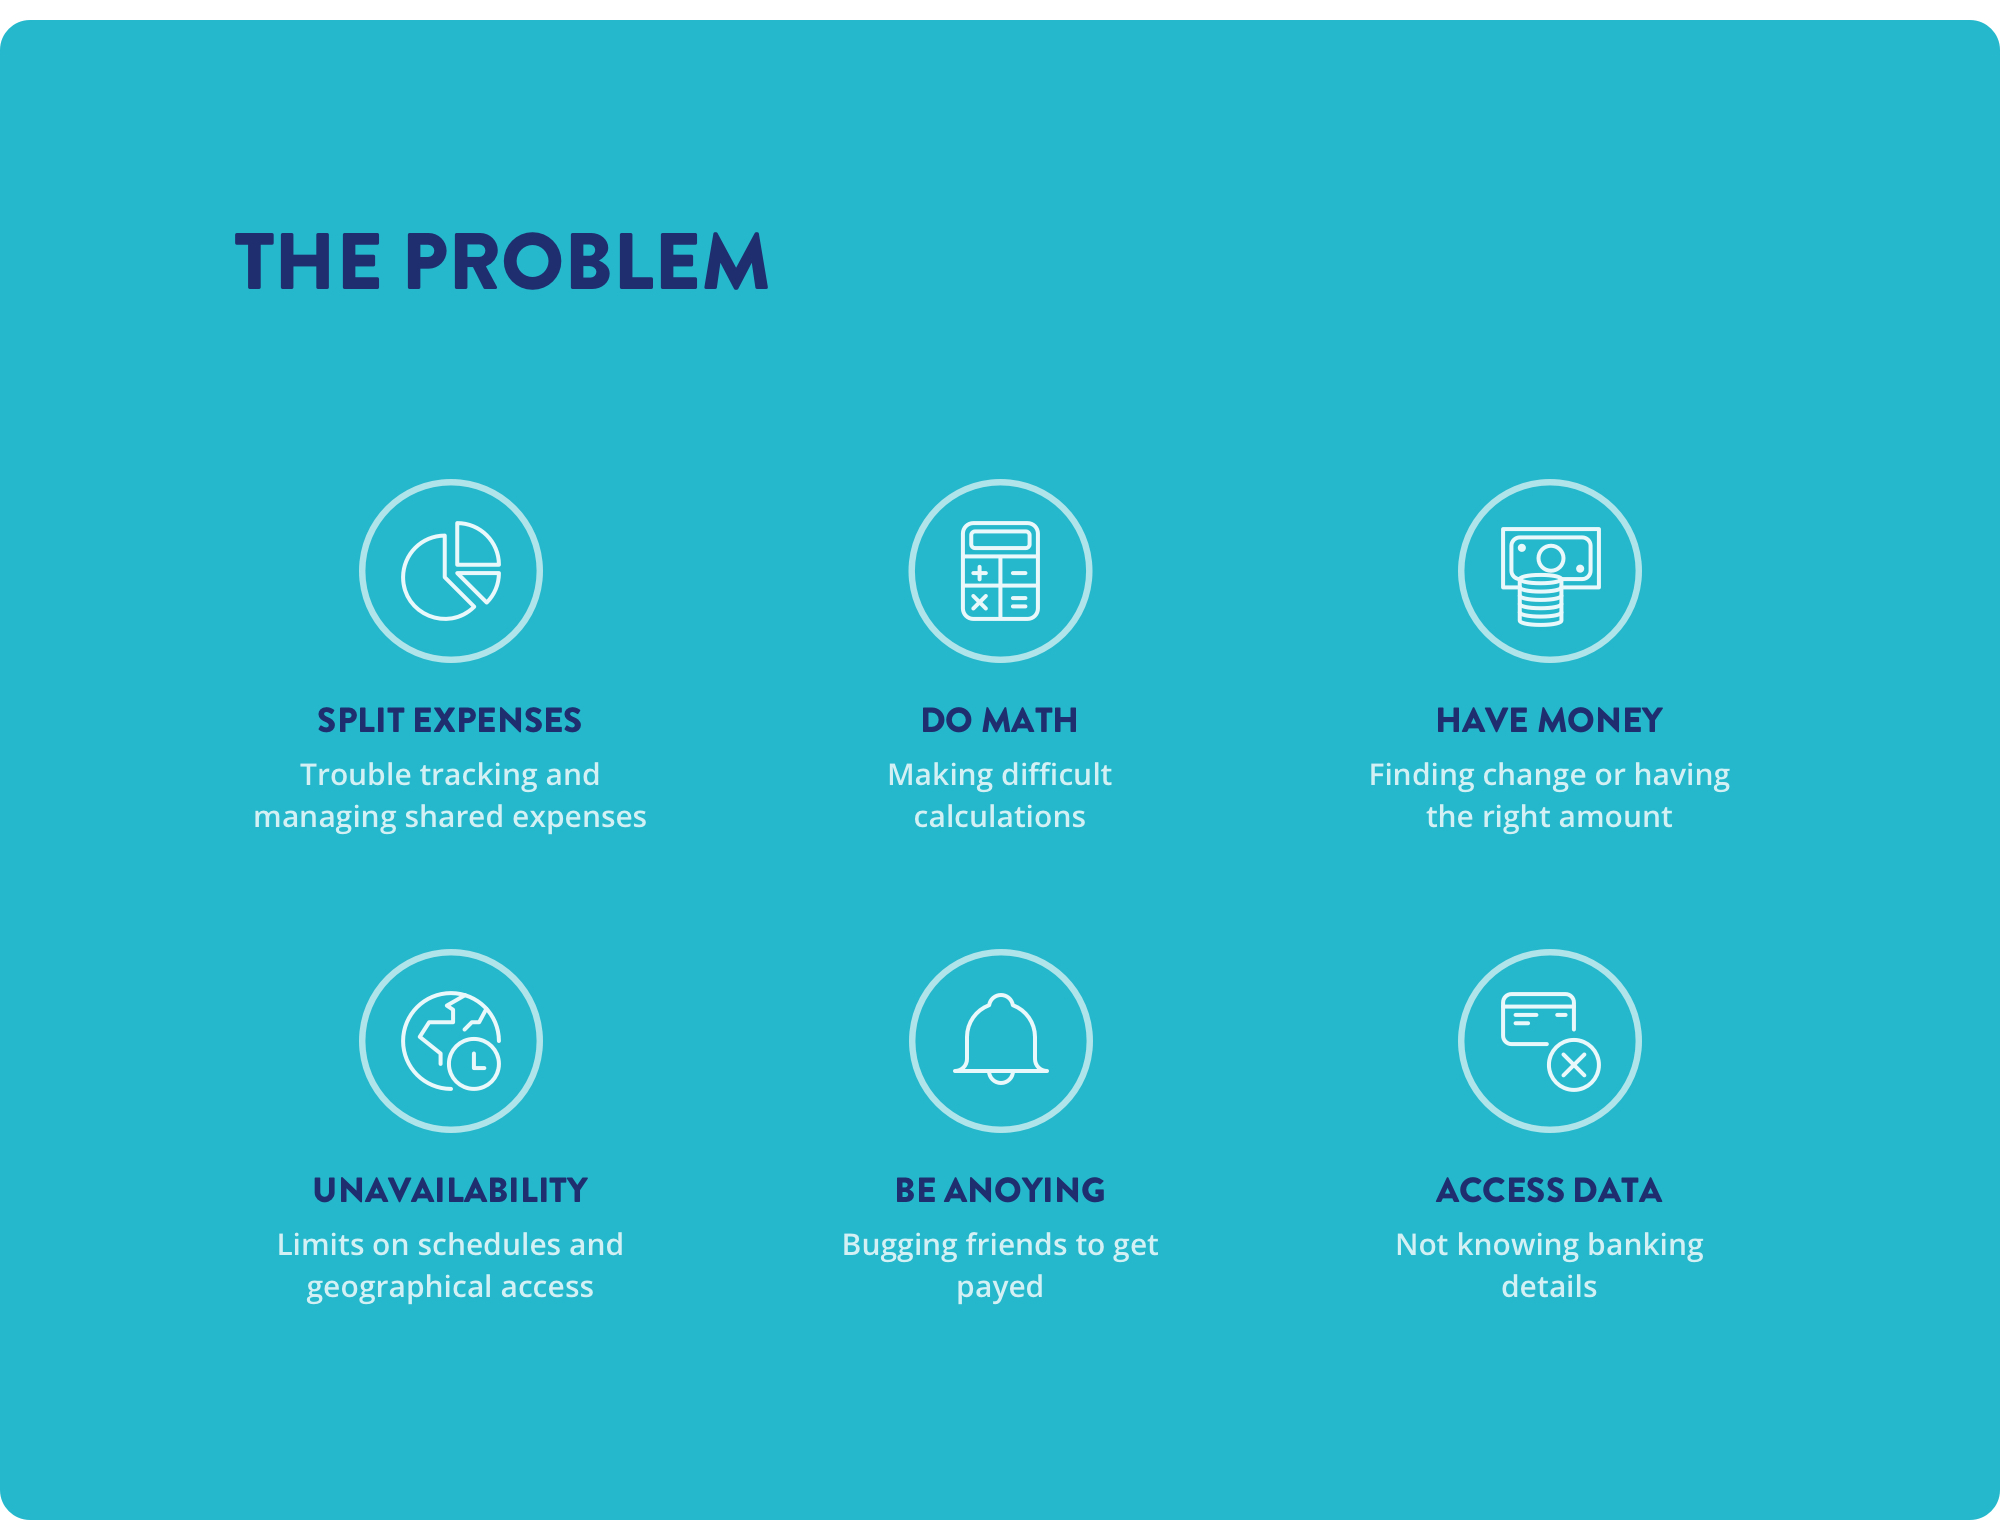 THE PROBLEM
SPLIT EXPENSES
Trouble tracking and
managing shared expenses
DO MATH
Making difficult
calculations
HAVE MONEY
Finding change or having
the right amount
UNAVAILABILITY
Limits on schedules and
geographical access
BE ANOYING
Bugging friends to get
payed
ACCESS DATA
Not knowing banking
details